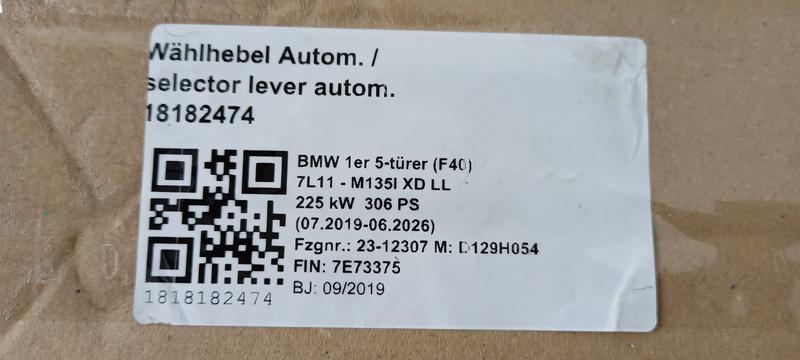 Wählhebel Autom. /
selector lever autom.
18182474
BMW 1er 5-türer (F40)
7L11 - M135I XD LL
225 kW 306 PS
(07.2019-06.2026)
Fzgnr.: 23-12307 M: D129H054
FIN: 7E73375
BJ: 09/2019
1818182474